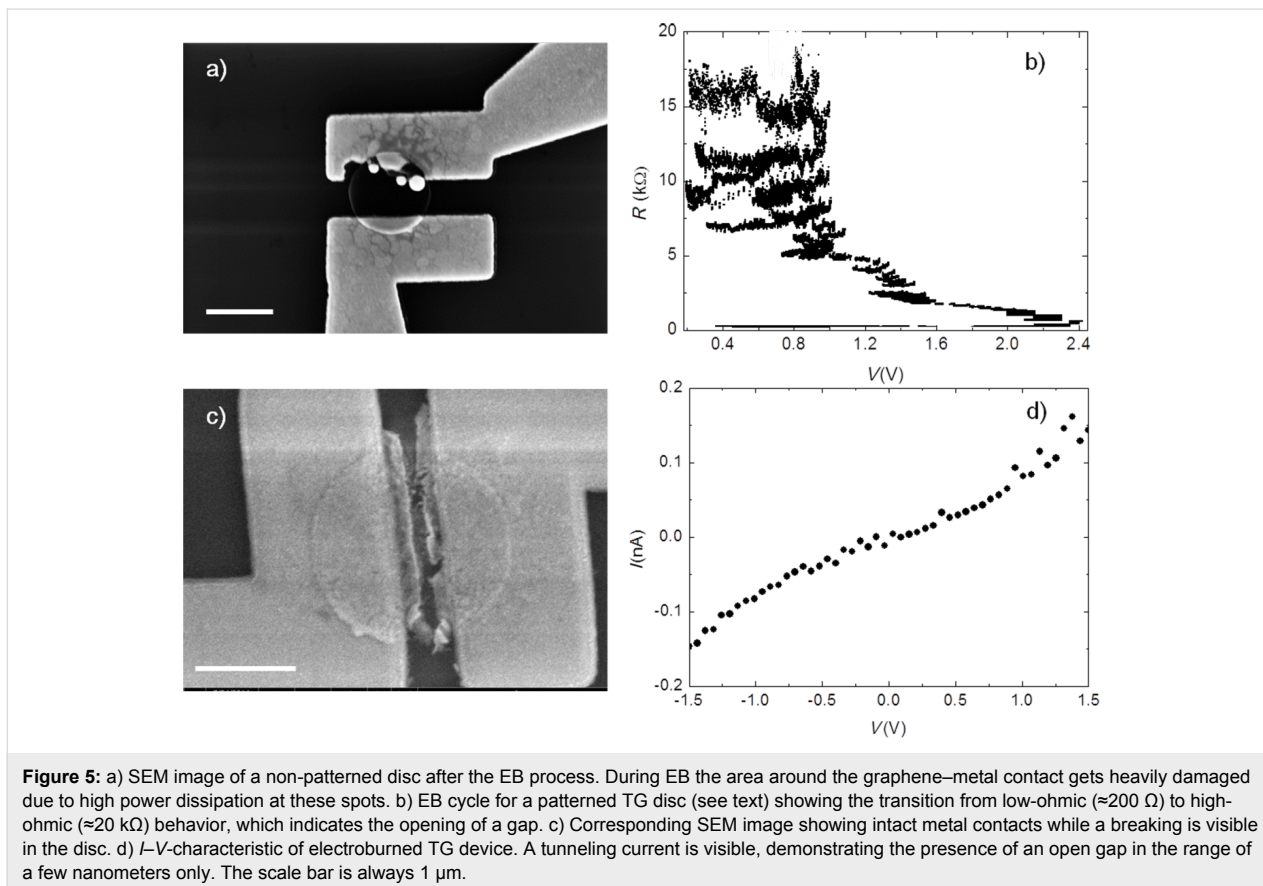 a)
b)
20
15
10
5
0
R (kΩ)
0.4 0.8 1.2 1.6 2.0 2.4
V(V)
c)
d)
0.2
0.1
0.0
-0.1
-0.2
I(nA)
-1.5 -1.0 -0.5 0.0 0.5 1.0 1.5
V(V)
Figure 5: a) SEM image of a non-patterned disc after the EB process. During EB the area around the graphene–metal contact gets heavily damaged
due to high power dissipation at these spots. b) EB cycle for a patterned TG disc (see text) showing the transition from low-ohmic (≈200 Ω) to high-
ohmic (≈20 kΩ) behavior, which indicates the opening of a gap. c) Corresponding SEM image showing intact metal contacts while a breaking is visible
in the disc. d) I–V-characteristic of electroburned TG device. A tunneling current is visible, demonstrating the presence of an open gap in the range of
a few nanometers only. The scale bar is always 1 µm.